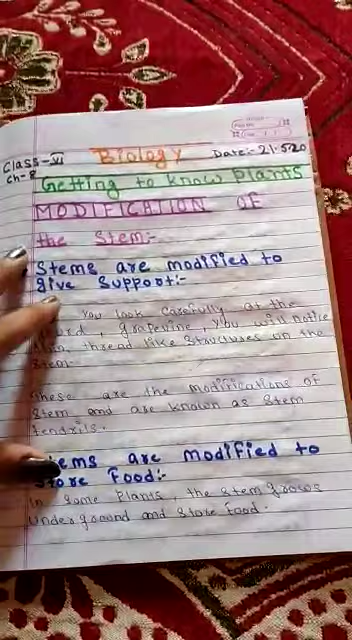 Class-VI Biology Date:-21.5.20
Ch-8 Getting to know Plants
MODIFICATION OF
the Stem:-
Stems are modified to
give Support:-
You look carefully at the
grapevine, You will notice
thread like structures on the
Stem.
These are the modifications of
Stem and are known as Stem
tendrils.
Stems are modified to
Store Food:-
In Some Plants, the Stem grows
Underground and Store Food.